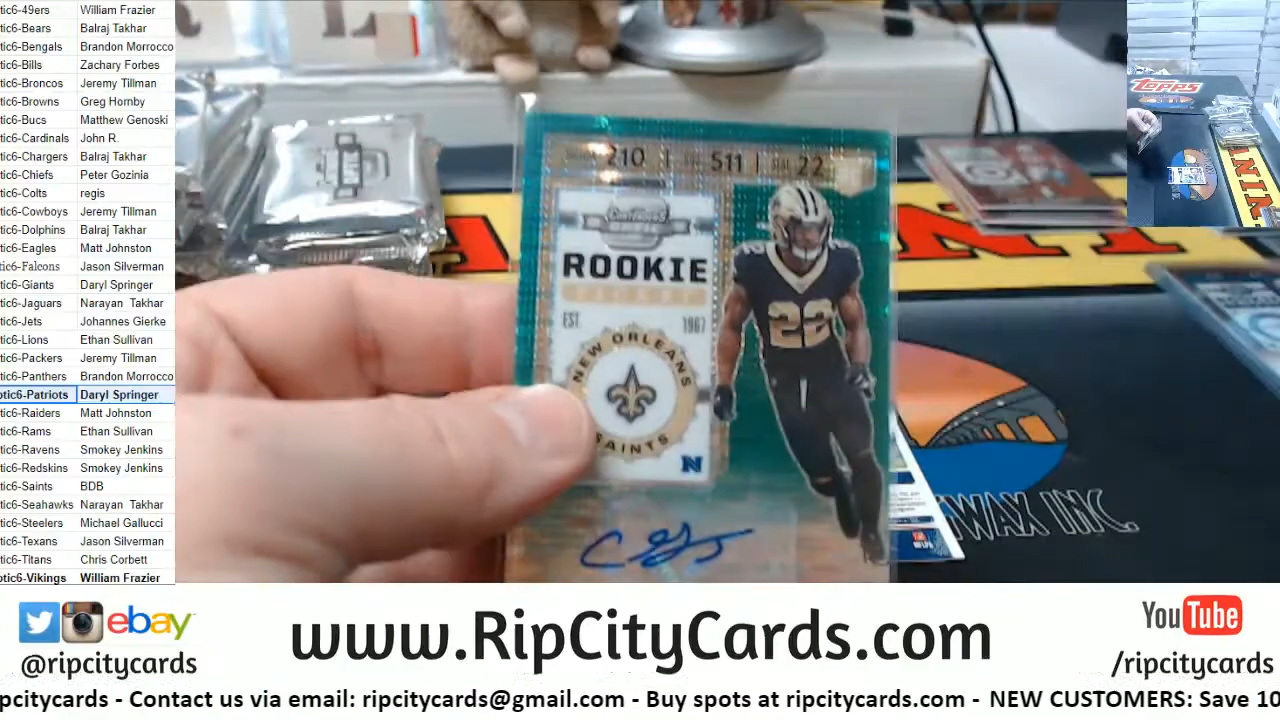 tic6-49ers William Frazier
tic6-Bears Balraj Takhar
tic6-Bengals Brandon Morrocco
tic6-Bills Zachary Forbes
tic6-Broncos Jeremy Tillman
tic6-Browns Greg Hornby
tic6-Bucs Matthew Genoski
tic6-Cardinals John R.
tic6-Chargers Balraj Takhar
tic6-Chiefs Peter Gozinia
tic6-Colts regis
tic6-Cowboys Jeremy Tillman
tic6-Dolphins Balraj Takhar
tic6-Eagles Matt Johnston
tic6-Falcons Jason Silverman
tic6-Giants Daryl Springer
tic6-Jaguars Narayan Takhar
tic6-Jets Johannes Gierke
tic6-Lions Ethan Sullivan
tic6-Packers Jeremy Tillman
tic6-Panthers Brandon Morrocco
otic6-Patriots Daryl Springer
tic6-Raiders Matt Johnston
tic6-Rams Ethan Sullivan
tic6-Ravens Smokey Jenkins
tic6-Redskins Smokey Jenkins
tic6-Saints BDB
tic6-Seahawks Narayan Takhar
tic6-Steelers Michael Gallucci
tic6-Texans Jason Silverman
tic6-Titans Chris Corbett
otic6-Vikings William Frazier
210 | 511 | 22
Contenders
ROOKIE
EST. 1967
NEW ORLEANS
SAINTS
N
22
topps
WAX INC.
ebay
@ripcitycards
www.RipCityCards.com
YouTube
/ripcitycards
pcitycards - Contact us via email: ripcitycards@gmail.com - Buy spots at ripcitycards.com - NEW CUSTOMERS: Save 10